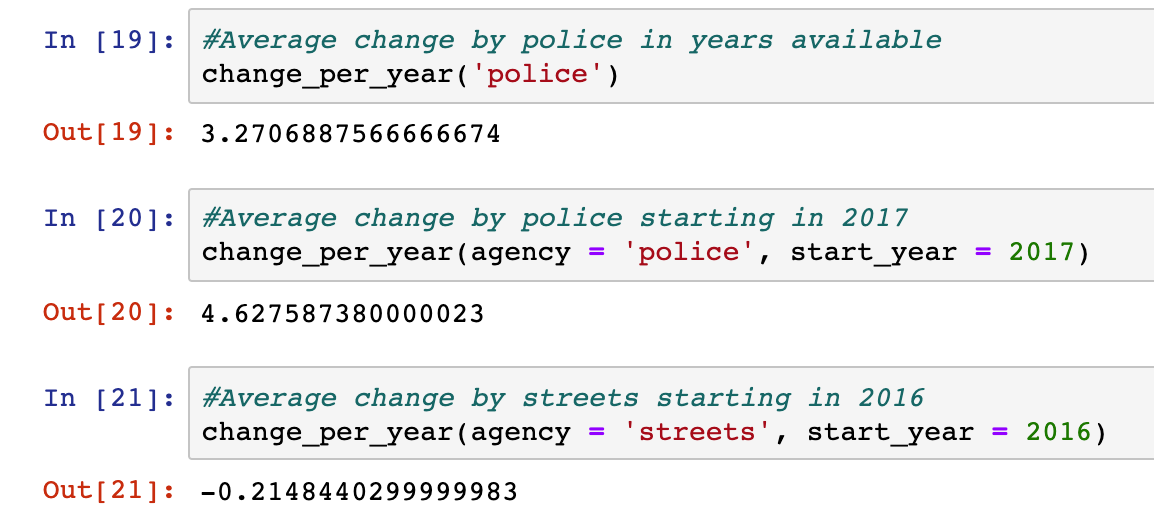 In [19]: #Average change by police in years available
change_per_year('police')
Out[19]: 3.2706887566666674
In [20]: #Average change by police starting in 2017
change_per_year(agency = 'police', start_year = 2017)
Out[20]: 4.627587380000023
In [21]: #Average change by streets starting in 2016
change_per_year(agency = 'streets', start_year = 2016)
Out[21]: -0.2148440299999983